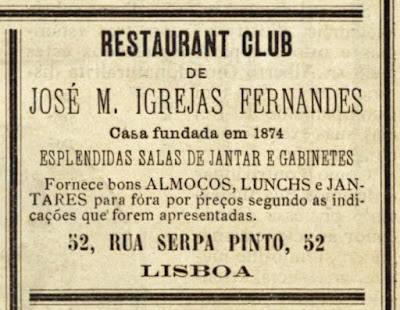 RESTAURANT CLUB
DE
JOSÉ M. IGREJAS FERNANDES
Casa fundada em 1874
ESPLENDIDAS SALAS DE JANTAR E GABINETES
Fornece bons ALMOÇOS, LUNCHS e JAN-
TARES para fóra por preços segundo as indi-
cações que forem apresentadas.
52, RUA SERPA PINTO, 52
LISBOA